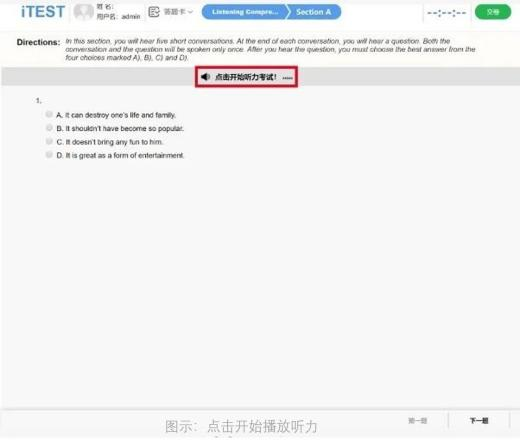 iTEST
姓 名:
用户名: admin
答题卡
Listening Compre...
Section A
--:--:--
交卷
Directions: In this section, you will hear five short conversations. At the end of each conversation, you will hear a question. Both the
conversation and the question will be spoken only once. After you hear the question, you must choose the best answer from the
four choices marked A), B), C) and D).
点击开始听力考试! .....
1.
A. It can destroy one's life and family.
B. It shouldn't have become so popular.
C. It doesn't bring any fun to him.
D. It is great as a form of entertainment.
第一题
下一题
图示: 点击开始播放听力